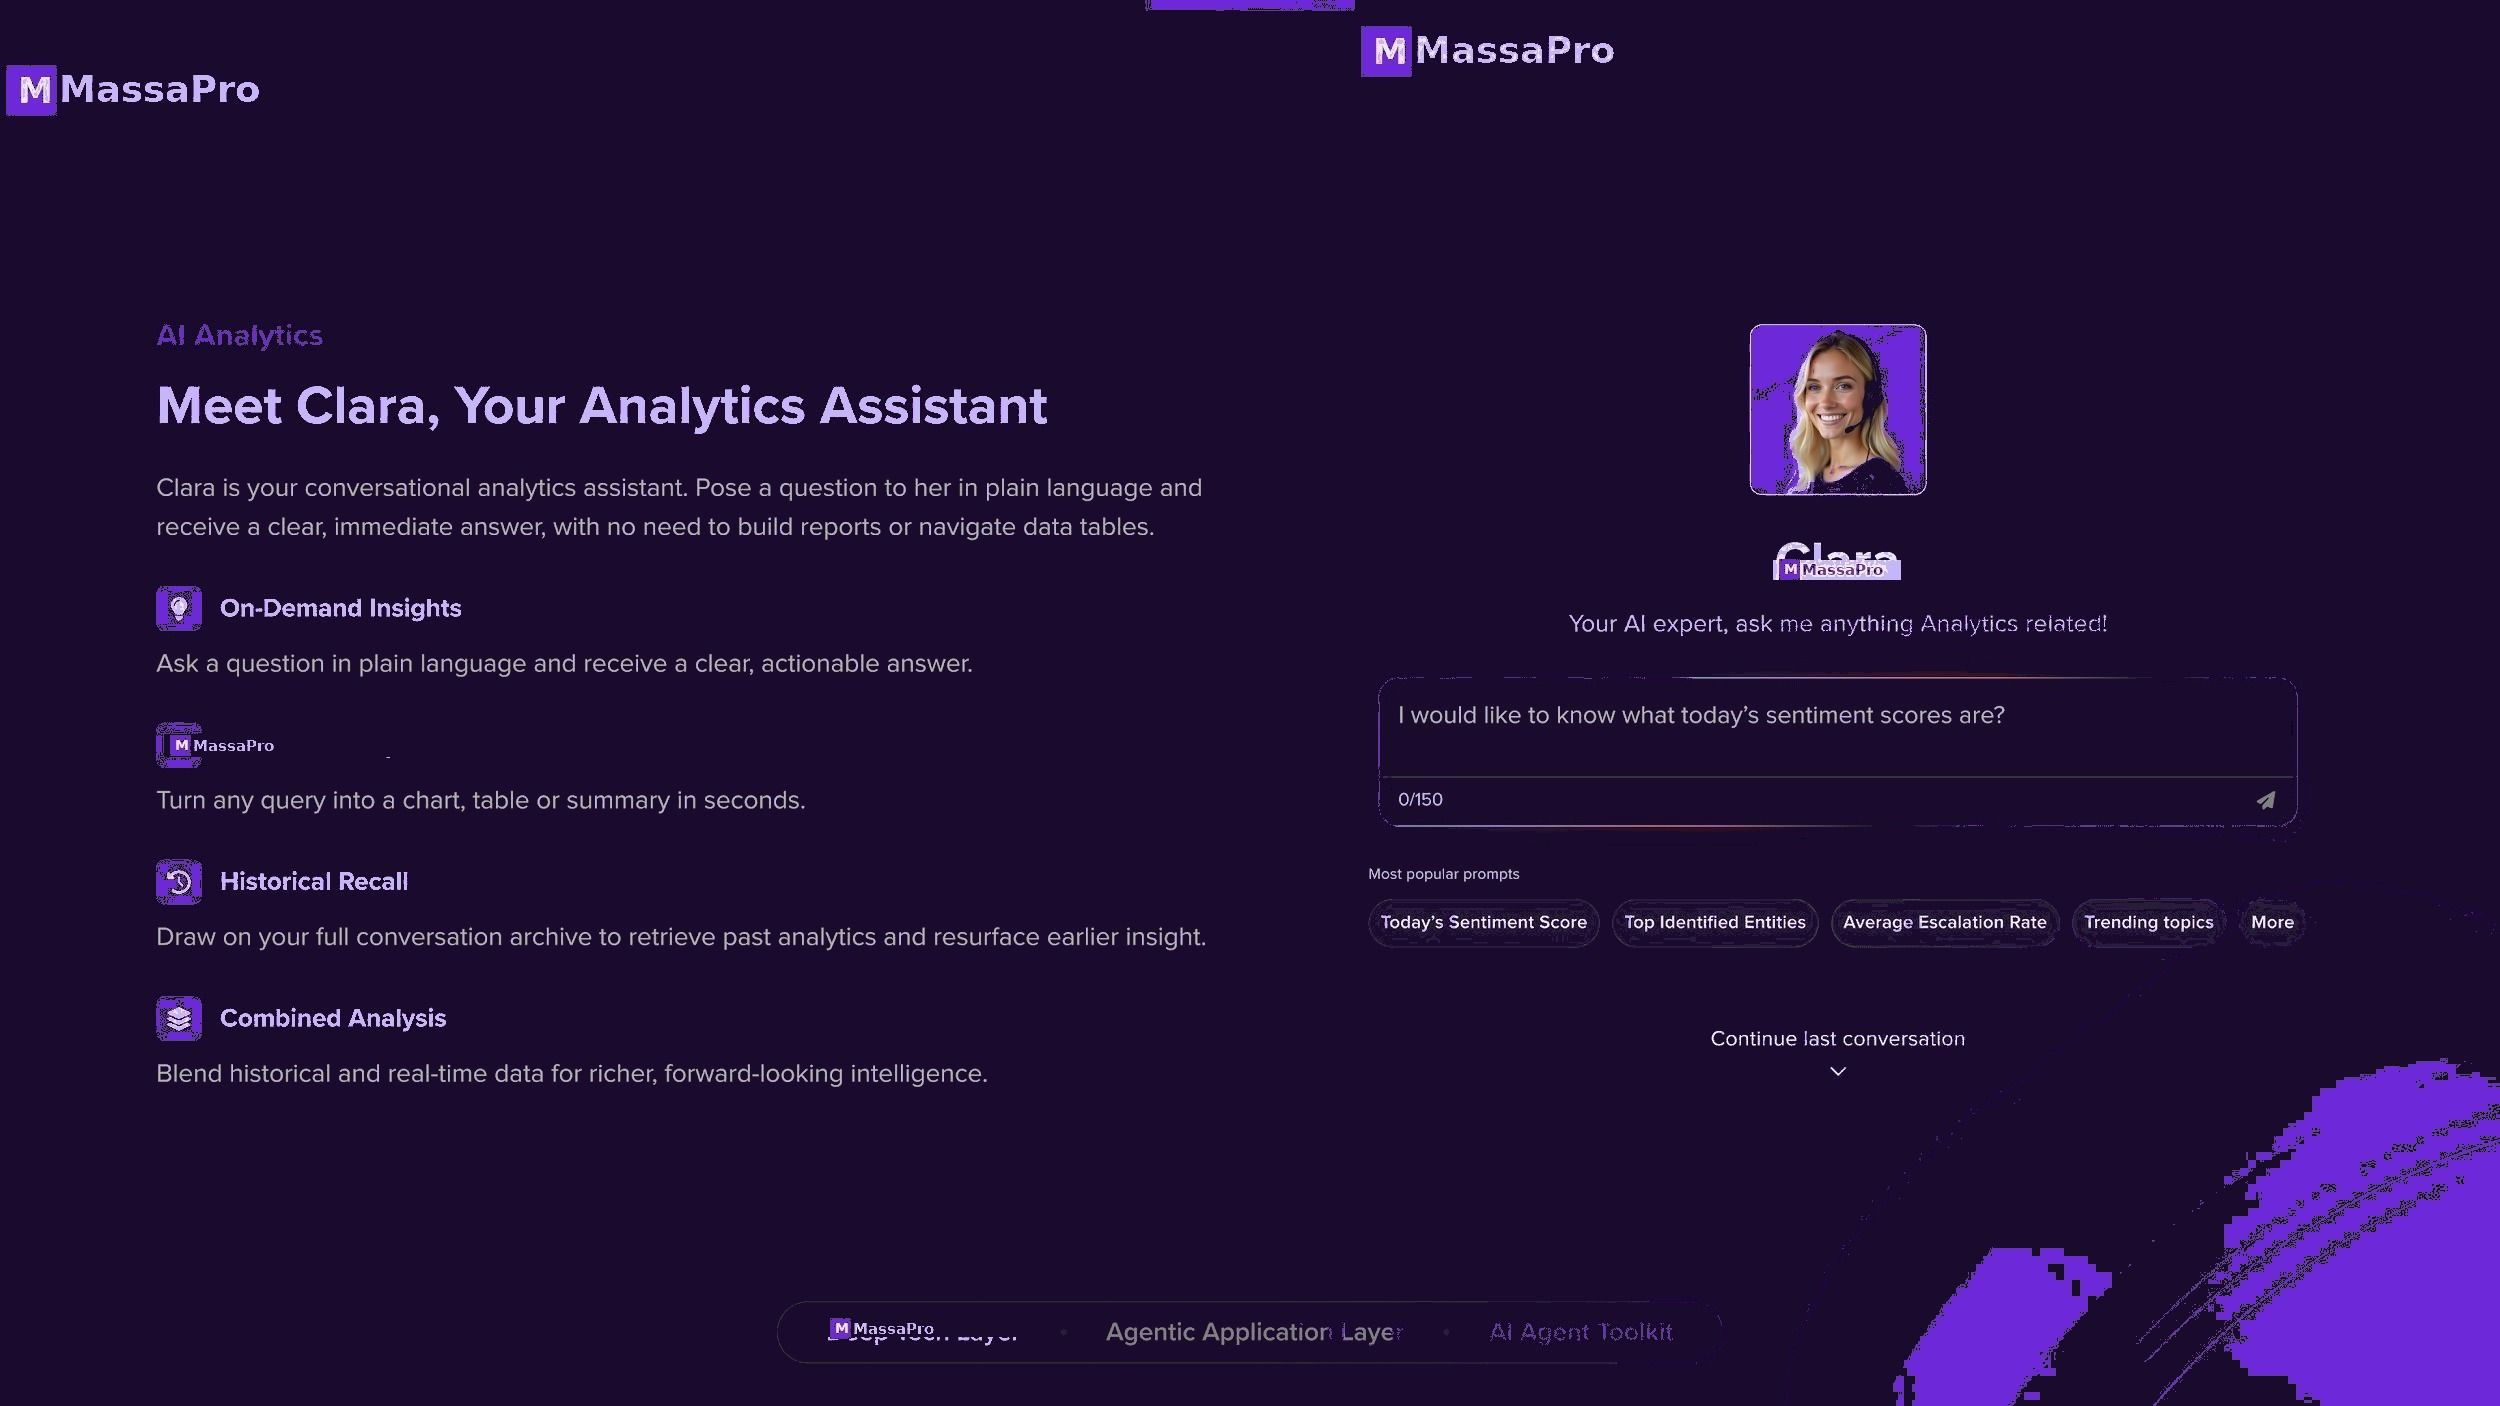 M MassaPro
M MassaPro
AI Analytics
Meet Clara, Your Analytics Assistant
Clara is your conversational analytics assistant. Pose a question to her in plain language and
receive a clear, immediate answer, with no need to build reports or navigate data tables.
On-Demand Insights
Ask a question in plain language and receive a clear, actionable answer.
M MassaPro
Turn any query into a chart, table or summary in seconds.
Historical Recall
Draw on your full conversation archive to retrieve past analytics and resurface earlier insight.
Combined Analysis
Blend historical and real-time data for richer, forward-looking intelligence.
Clara
M MassaPro
Your AI expert, ask me anything Analytics related!
I would like to know what today’s sentiment scores are?
0/150
Most popular prompts
Today’s Sentiment Score
Top Identified Entities
Average Escalation Rate
Trending topics
More
Continue last conversation
M MassaPro
Layer
Agentic Application Layer
AI Agent Toolkit